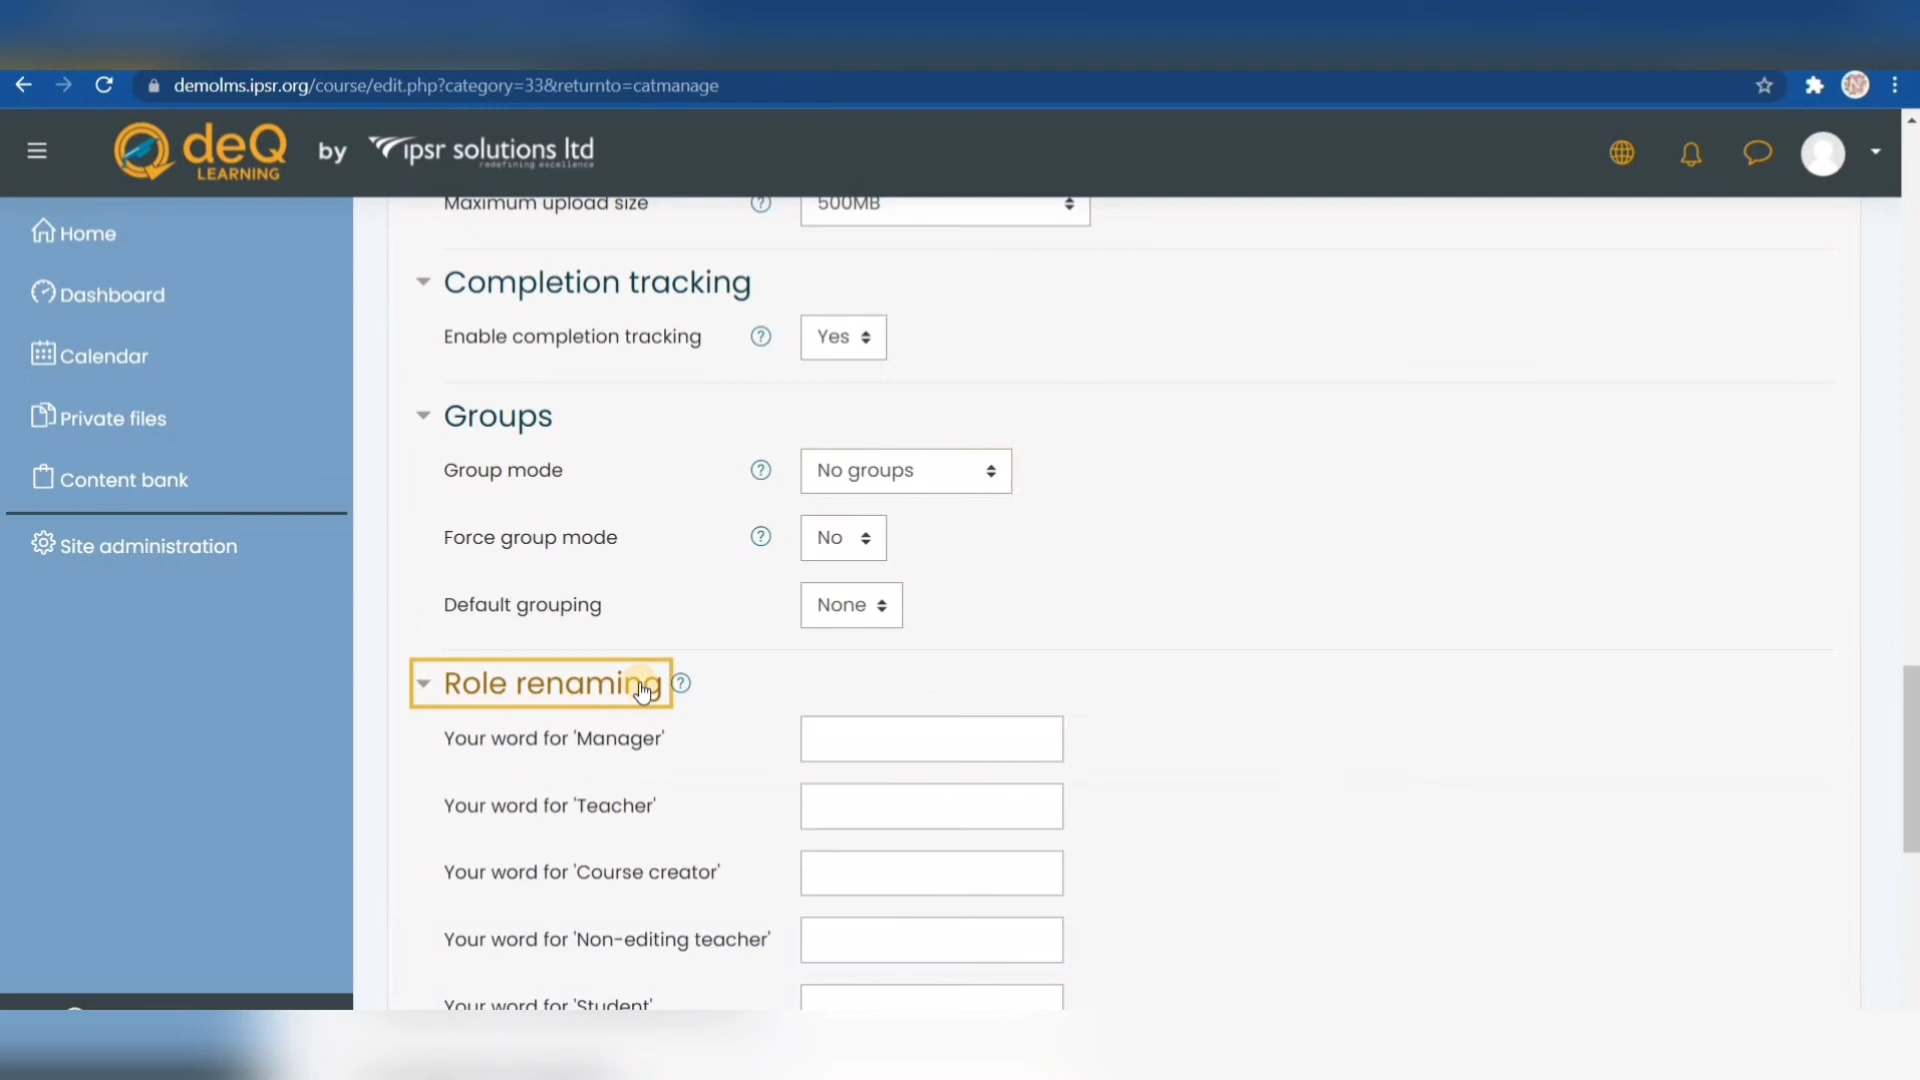 demolms.ipsr.org/course/edit.php?category=33&returnto=catmanage
deQ LEARNING by ipsr solutions ltd
redefining excellence
Home
Dashboard
Calendar
Private files
Content bank
Site administration
Maximum upload size ? 500MB
Completion tracking
Enable completion tracking ? Yes
Groups
Group mode ? No groups
Force group mode ? No
Default grouping None
Role renaming ?
Your word for 'Manager'
Your word for 'Teacher'
Your word for 'Course creator'
Your word for 'Non-editing teacher'
Your word for 'Student'